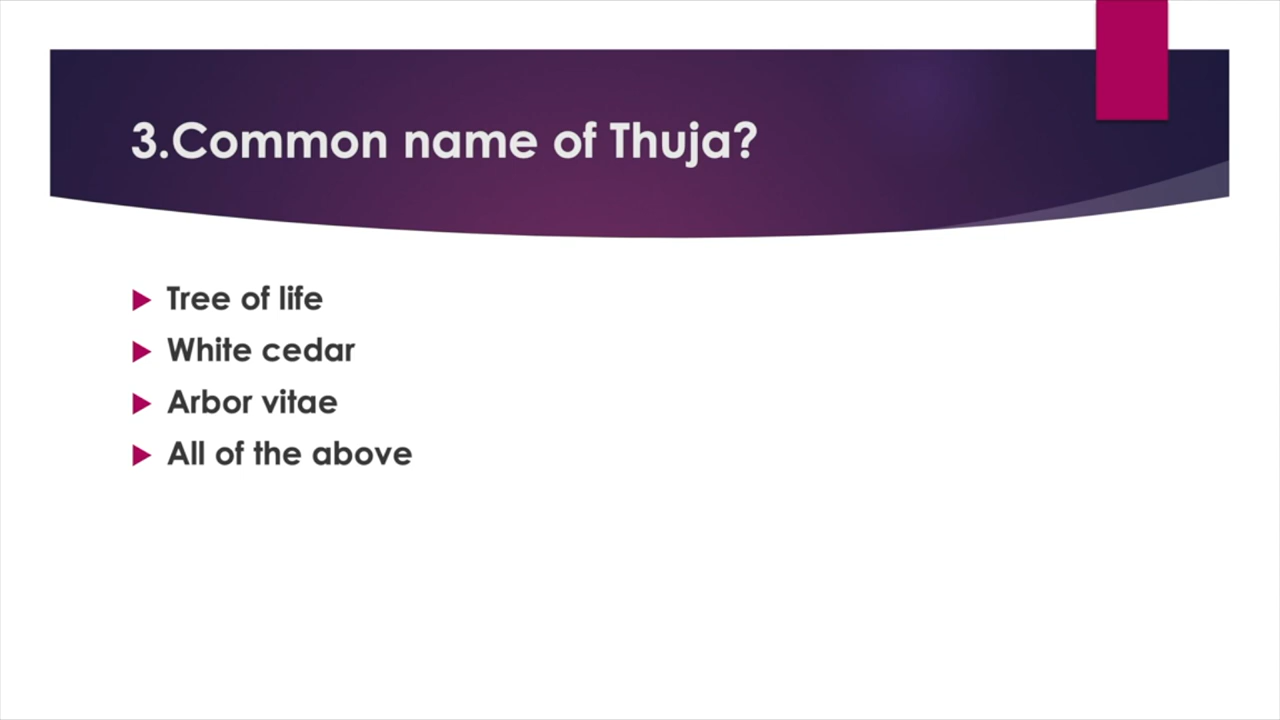 3.Common name of Thuja?
Tree of life
White cedar
Arbor vitae
All of the above